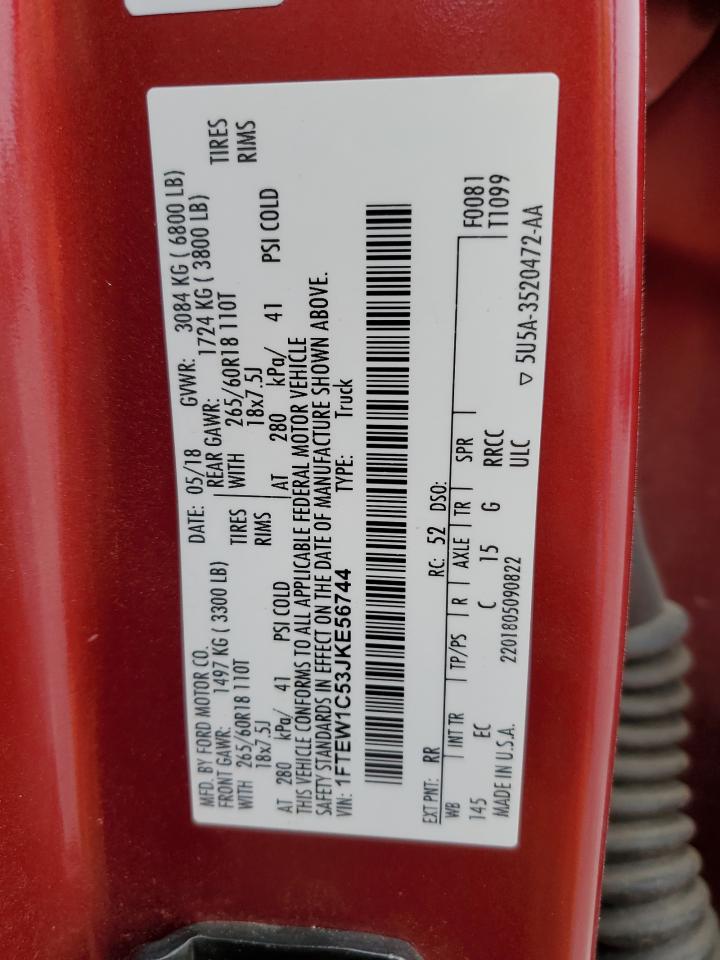 MFD. BY FORD MOTOR CO. DATE: 05/18 GVWR: 3084 KG ( 6800 LB)
FRONT GAWR: 1497 KG ( 3300 LB) REAR GAWR: 1724 KG ( 3800 LB)
WITH 265/60R18 110T TIRES WITH 265/60R18 110T TIRES
18x7.5J RIMS 18x7.5J RIMS
AT 280 kPa/ 41 PSI COLD AT 280 kPa/ 41 PSI COLD
THIS VEHICLE CONFORMS TO ALL APPLICABLE FEDERAL MOTOR VEHICLE
SAFETY STANDARDS IN EFFECT ON THE DATE OF MANUFACTURE SHOWN ABOVE.
VIN: 1FTEW1C53JKE56744 TYPE: Truck
EXT PNT: RR RC: 52 DSO: F0081
WB INT TR TP/PS R AXLE TR SPR T1099
145 EC C 15 G RRCC
MADE IN U.S.A. 2201805090822 ULC ▽ 5U5A-3520472-AA